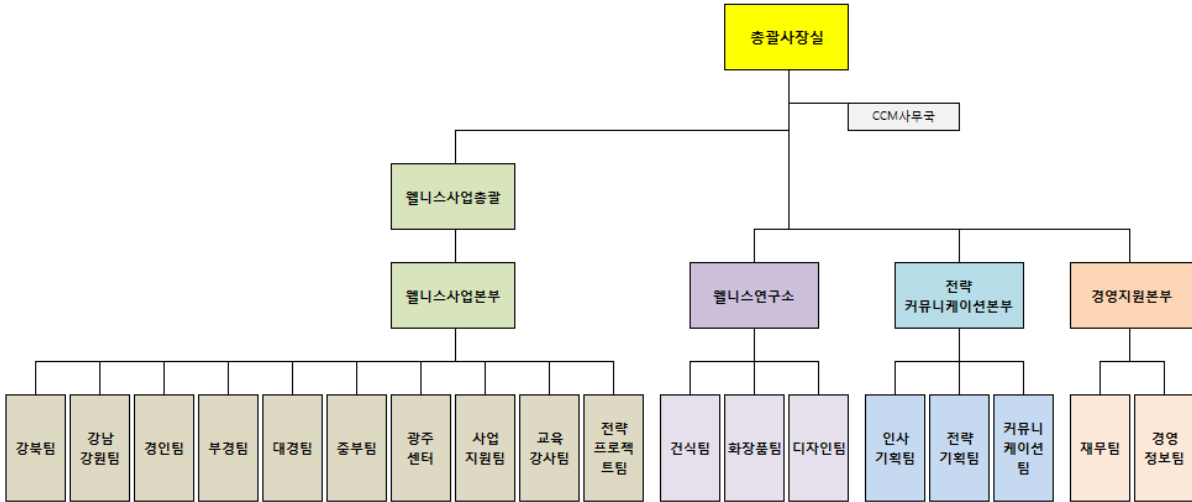 총괄사장실
CCM사무국
웰니스사업총괄
웰니스사업본부
웰니스연구소
전략
커뮤니케이션본부
경영지원본부
강북팀
강남
강원팀
경인팀
부경팀
대경팀
중부팀
광주
센터
사업
지원팀
교육
강사팀
전략
프로젝
트팀
건식팀
화장품팀
디자인팀
인사
기획팀
전략
기획팀
커뮤니
케이션
팀
재무팀
경영
정보팀